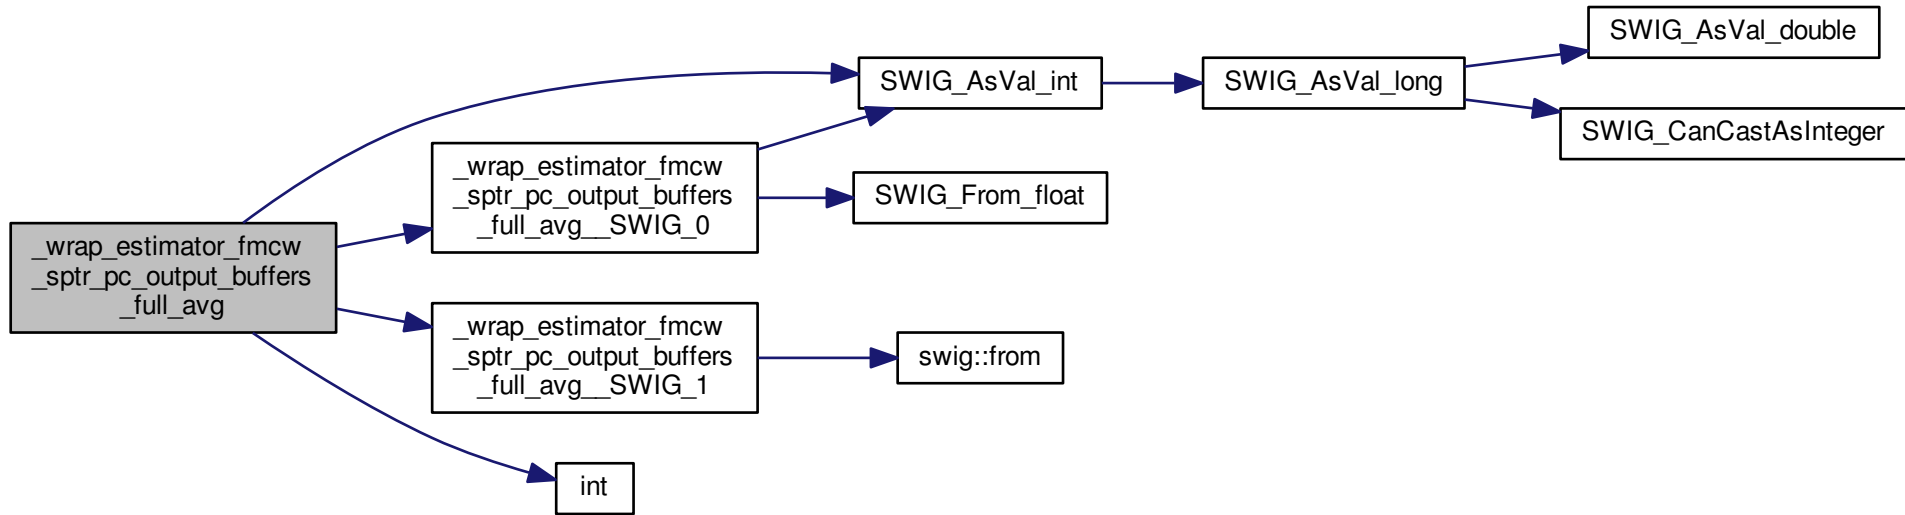 _wrap_estimator_fmcw
_sptr_pc_output_buffers
_full_avg
_wrap_estimator_fmcw
_sptr_pc_output_buffers
_full_avg__SWIG_0
_wrap_estimator_fmcw
_sptr_pc_output_buffers
_full_avg__SWIG_1
int
SWIG_AsVal_int
SWIG_From_float
swig::from
SWIG_AsVal_long
SWIG_AsVal_double
SWIG_CanCastAsInteger